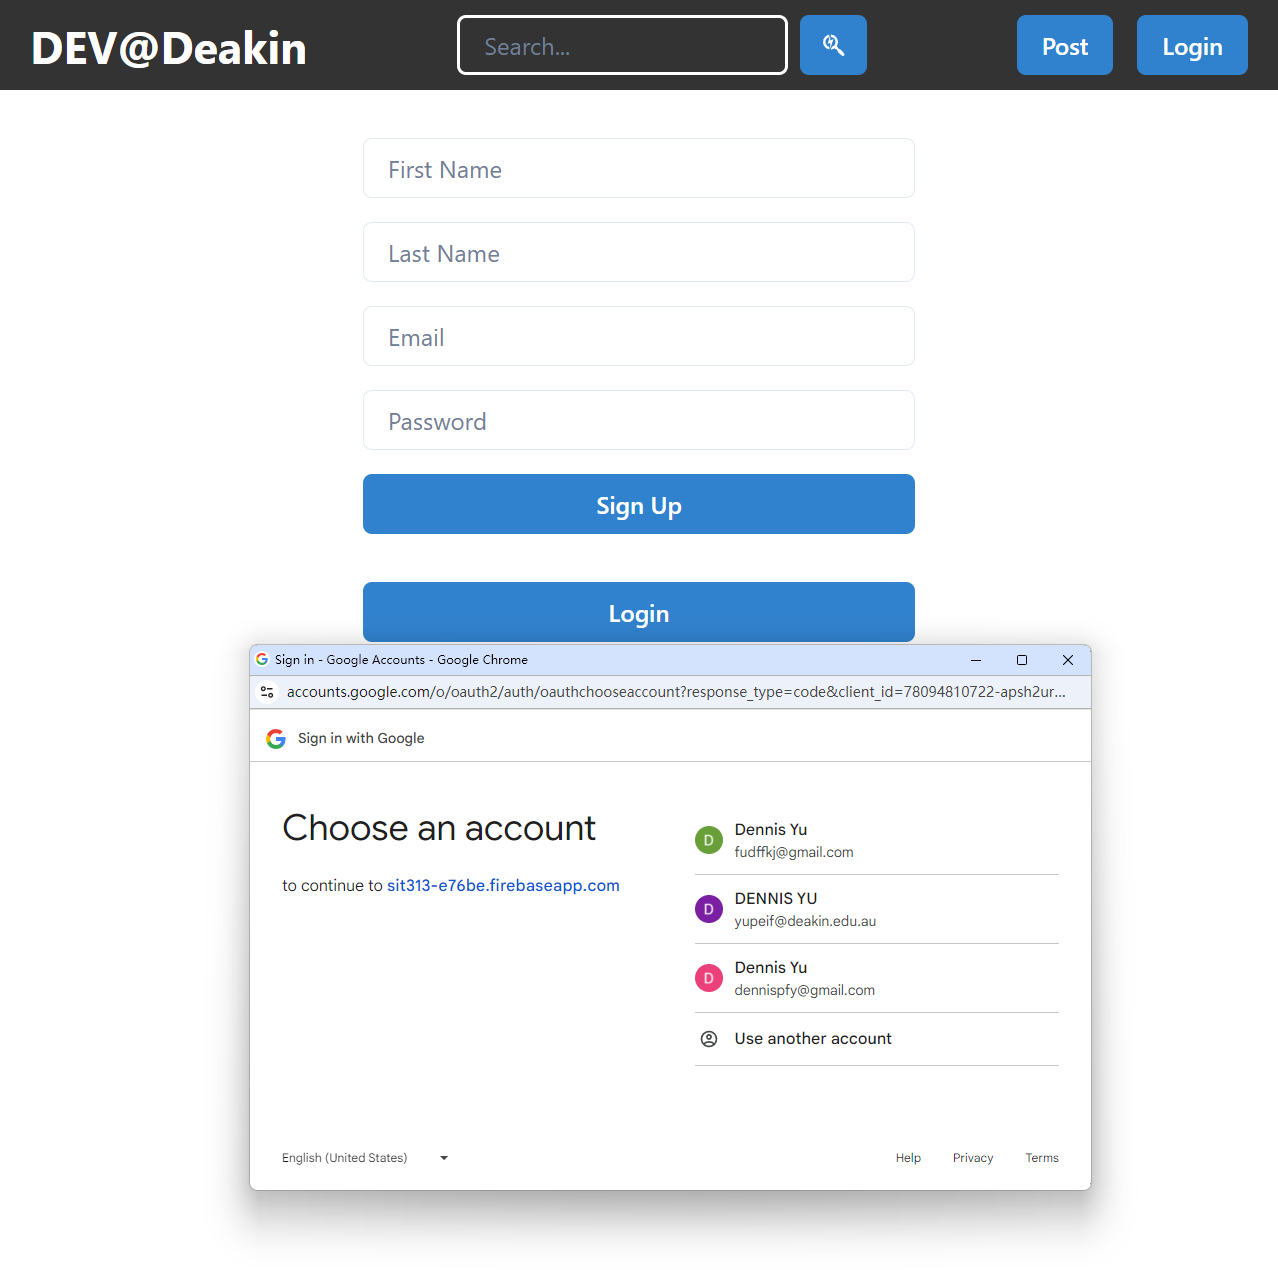 DEV@Deakin
Search...
Post
Login
First Name
Last Name
Email
Password
Sign Up
Login
Sign in - Google Accounts - Google Chrome
accounts.google.com/o/oauth2/auth/oauthchooseaccount?response_type=code&client_id=78094810722-apsh2ur...
Sign in with Google
Choose an account
to continue to sit313-e76be.firebaseapp.com
D
Dennis Yu
fudffkj@gmail.com
D
DENNIS YU
yupeif@deakin.edu.au
D
Dennis Yu
dennispfy@gmail.com
Use another account
English (United States)
Help
Privacy
Terms